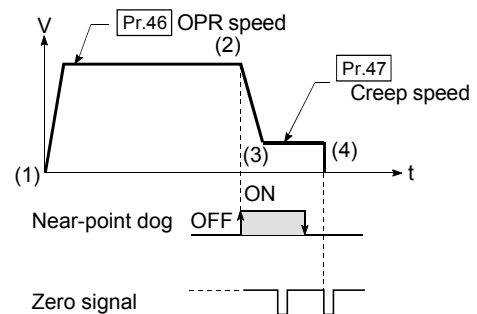 V
Pr.46 OPR speed
(2)
Pr.47
Creep speed
(1)
(3)
(4)
t
ON
Near-point dog OFF
Zero signal